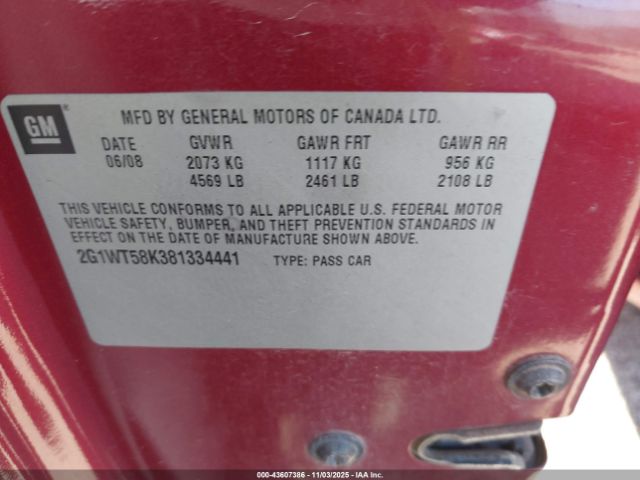 GM ®
MFD BY GENERAL MOTORS OF CANADA LTD.
DATE GVWR GAWR FRT GAWR RR
06/08 2073 KG 1117 KG 956 KG
4569 LB 2461 LB 2108 LB
THIS VEHICLE CONFORMS TO ALL APPLICABLE U.S. FEDERAL MOTOR
VEHICLE SAFETY, BUMPER, AND THEFT PREVENTION STANDARDS IN
EFFECT ON THE DATE OF MANUFACTURE SHOWN ABOVE.
2G1WT58K381334441 TYPE: PASS CAR
000-43607386 - 11/03/2025 - IAA Inc.